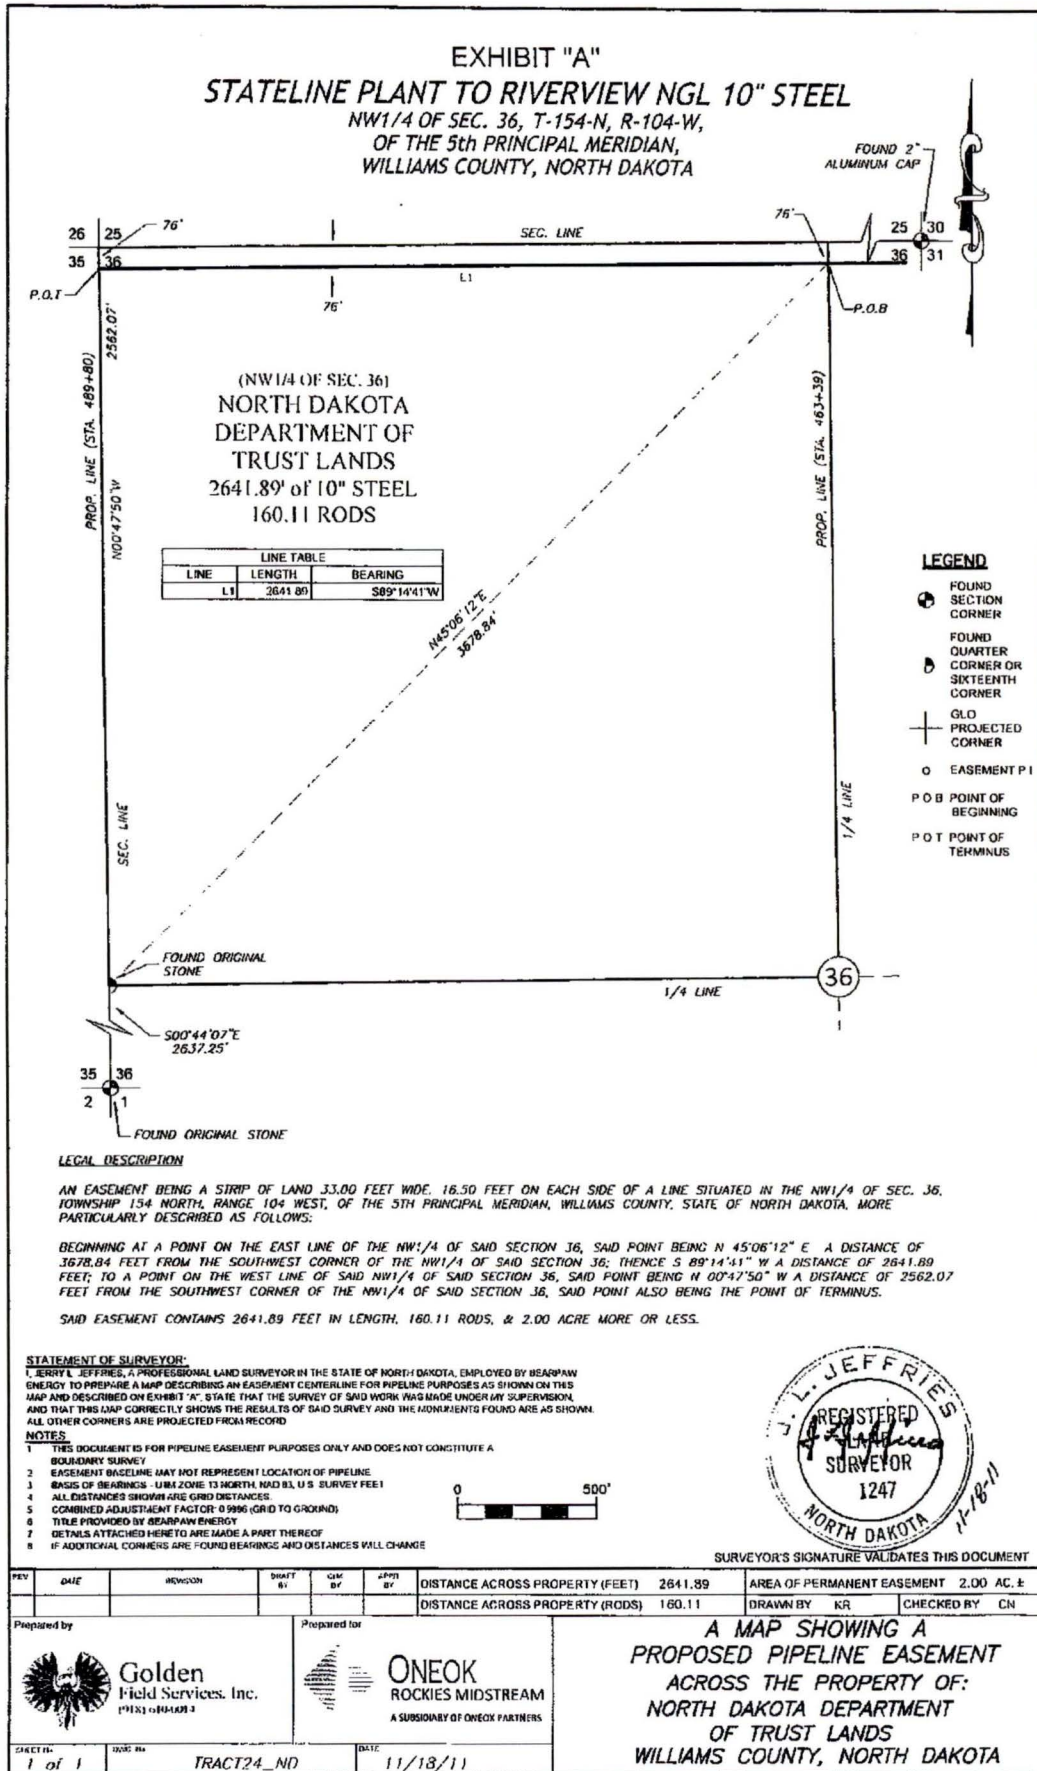 EXHIBIT "A"
STATELINE PLANT TO RIVERVIEW NGL 10" STEEL
NW1/4 OF SEC. 36, T-154-N, R-104-W,
OF THE 5th PRINCIPAL MERIDIAN,
WILLIAMS COUNTY, NORTH DAKOTA
FOUND 2"
ALUMINUM CAP
26 25
35 36
76'
SEC. LINE
76'
25 30
36 31
P.O.T
76'
L1
P.O.B
PROP. LINE (STA. 489+80)
2562.07'
N00°47'50"W
SEC. LINE
(NW1/4 OF SEC. 36)
NORTH DAKOTA
DEPARTMENT OF
TRUST LANDS
2641.89' of 10" STEEL
160.11 RODS
LINE TABLE
LINE LENGTH BEARING
L1 2641.89 S89°14'41"W
N45°06'12"E
3678.84'
PROP. LINE (STA. 463+39)
1/4 LINE
LEGEND
FOUND
SECTION
CORNER
FOUND
QUARTER
CORNER OR
SIXTEENTH
CORNER
GLO
PROJECTED
CORNER
EASEMENT P I
P O B POINT OF
BEGINNING
P O T POINT OF
TERMINUS
FOUND ORIGINAL
STONE
1/4 LINE
36
S00°44'07"E
2637.25'
35 36
2 1
FOUND ORIGINAL STONE
LEGAL DESCRIPTION
AN EASEMENT BEING A STRIP OF LAND 33.00 FEET WIDE, 16.50 FEET ON EACH SIDE OF A LINE SITUATED IN THE NW1/4 OF SEC. 36,
TOWNSHIP 154 NORTH, RANGE 104 WEST, OF THE 5TH PRINCIPAL MERIDIAN, WILLIAMS COUNTY, STATE OF NORTH DAKOTA, MORE
PARTICULARLY DESCRIBED AS FOLLOWS:
BEGINNING AT A POINT ON THE EAST LINE OF THE NW1/4 OF SAID SECTION 36, SAID POINT BEING N 45°06'12" E A DISTANCE OF
3678.84 FEET FROM THE SOUTHWEST CORNER OF THE NW1/4 OF SAID SECTION 36; THENCE S 89°14'41" W A DISTANCE OF 2641.89
FEET; TO A POINT ON THE WEST LINE OF SAID NW1/4 OF SAID SECTION 36, SAID POINT BEING N 00°47'50" W A DISTANCE OF 2562.07
FEET FROM THE SOUTHWEST CORNER OF THE NW1/4 OF SAID SECTION 36, SAID POINT ALSO BEING THE POINT OF TERMINUS.
SAID EASEMENT CONTAINS 2641.89 FEET IN LENGTH, 160.11 RODS, & 2.00 ACRE MORE OR LESS.
STATEMENT OF SURVEYOR:
I, JERRY L. JEFFRIES, A PROFESSIONAL LAND SURVEYOR IN THE STATE OF NORTH DAKOTA, EMPLOYED BY BEARPAW
ENERGY TO PREPARE A MAP DESCRIBING AN EASEMENT CENTERLINE FOR PIPELINE PURPOSES AS SHOWN ON THIS
MAP AND DESCRIBED ON EXHIBIT "A", STATE THAT THE SURVEY OF SAID WORK WAS MADE UNDER MY SUPERVISION,
AND THAT THIS MAP CORRECTLY SHOWS THE RESULTS OF SAID SURVEY AND THE MONUMENTS FOUND ARE AS SHOWN.
ALL OTHER CORNERS ARE PROJECTED FROM RECORD
NOTES
1 THIS DOCUMENT IS FOR PIPELINE EASEMENT PURPOSES ONLY AND DOES NOT CONSTITUTE A
BOUNDARY SURVEY
2 EASEMENT BASELINE MAY NOT REPRESENT LOCATION OF PIPELINE
3 BASIS OF BEARINGS - UTM ZONE 13 NORTH, NAD 83, U S SURVEY FEET
4 ALL DISTANCES SHOWN ARE GRID DISTANCES.
5 COMBINED ADJUSTMENT FACTOR: 0.9996 (GRID TO GROUND)
6 TITLE PROVIDED BY BEARPAW ENERGY
7 DETAILS ATTACHED HERETO ARE MADE A PART THEREOF
8 IF ADDITIONAL CORNERS ARE FOUND BEARINGS AND DISTANCES WILL CHANGE
0 500'
J. L. JEFFRIES
REGISTERED
LAND
SURVEYOR
1247
NORTH DAKOTA
11-18-11
SURVEYOR'S SIGNATURE VALIDATES THIS DOCUMENT
REV DATE REVISION DRAFT BY CHK BY APPR BY
DISTANCE ACROSS PROPERTY (FEET) 2641.89 AREA OF PERMANENT EASEMENT 2.00 AC.±
DISTANCE ACROSS PROPERTY (RODS) 160.11 DRAWN BY KR CHECKED BY CN
Prepared by
Golden
Field Services, Inc.
Prepared for
ONEOK
ROCKIES MIDSTREAM
A SUBSIDIARY OF ONEOK PARTNERS
A MAP SHOWING A
PROPOSED PIPELINE EASEMENT
ACROSS THE PROPERTY OF:
NORTH DAKOTA DEPARTMENT
OF TRUST LANDS
WILLIAMS COUNTY, NORTH DAKOTA
SHEET No. 1 of 1
DWG No. TRACT24_ND
DATE 11/18/11